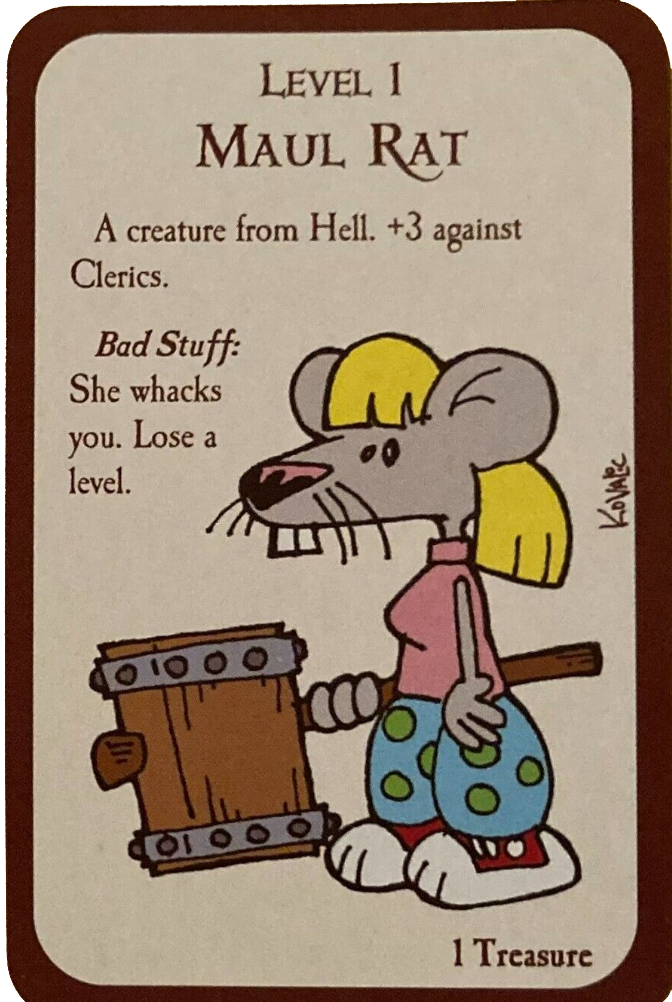 LEVEL 1
MAUL RAT
A creature from Hell. +3 against
Clerics.
Bad Stuff:
She whacks
you. Lose a
level.
KOVALIC
1 Treasure